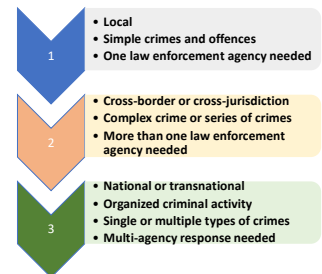 1
• Local
• Simple crimes and offences
• One law enforcement agency needed
2
• Cross-border or cross-jurisdiction
• Complex crime or series of crimes
• More than one law enforcement
agency needed
3
• National or transnational
• Organized criminal activity
• Single or multiple types of crimes
• Multi-agency response needed